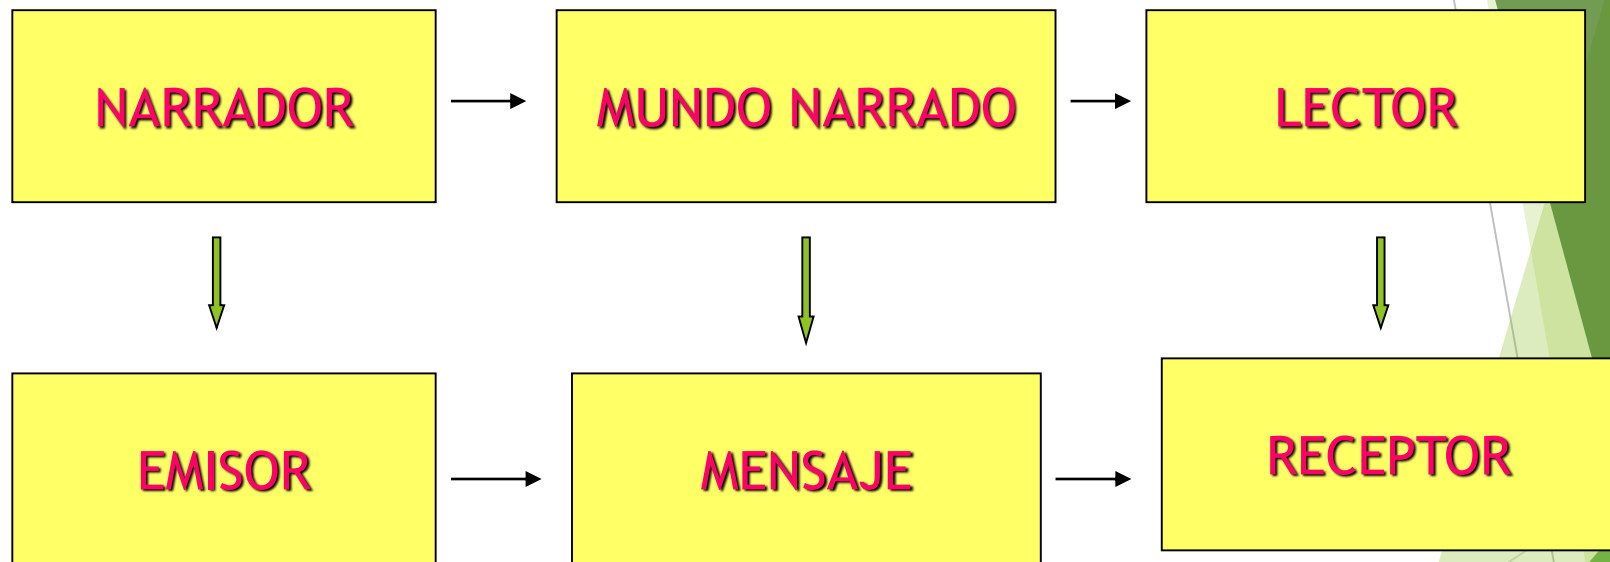 NARRADOR
MUNDO NARRADO
LECTOR
EMISOR
MENSAJE
RECEPTOR